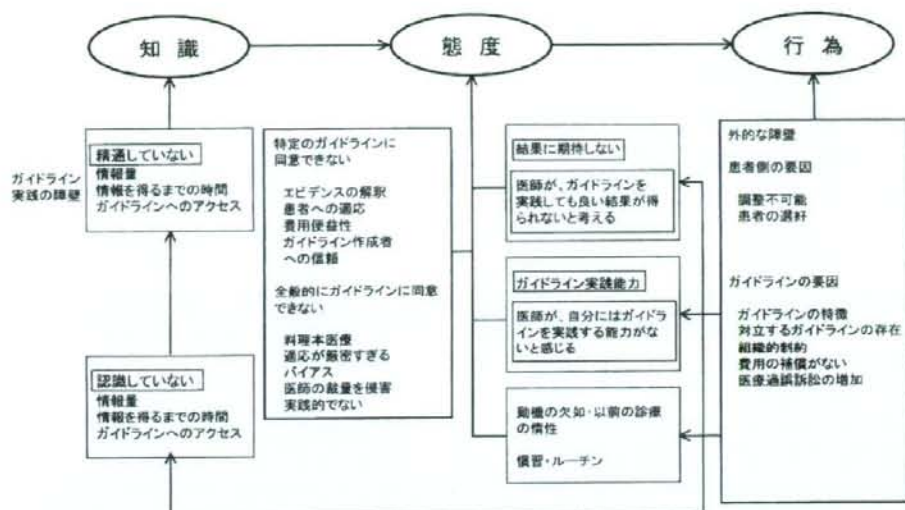 知 識
態 度
行 為
ガイドライン
実践の障壁
精通していない
情報量
情報を得るまでの時間
ガイドラインへのアクセス
認識していない
情報量
情報を得るまでの時間
ガイドラインへのアクセス
特定のガイドラインに
同意できない
エビデンスの解釈
患者への適応
費用便益性
ガイドライン作成者
への信頼
全般的にガイドラインに同意
できない
料理本医療
適応が厳密すぎる
バイアス
医師の裁量を侵害
実践的でない
結果に期待しない
医師が、ガイドラインを
実践しても良い結果が得
られないと考える
ガイドライン実践能力
医師が、自分にはガイドラ
インを実践する能力がな
いと感じる
動機の欠如・以前の診療
の惰性
慣習・ルーチン
外的な障壁
患者側の要因
調整不可能
患者の選好
ガイドラインの要因
ガイドラインの特徴
対立するガイドラインの存在
組織的制約
費用の補償がない
医療過誤訴訟の増加